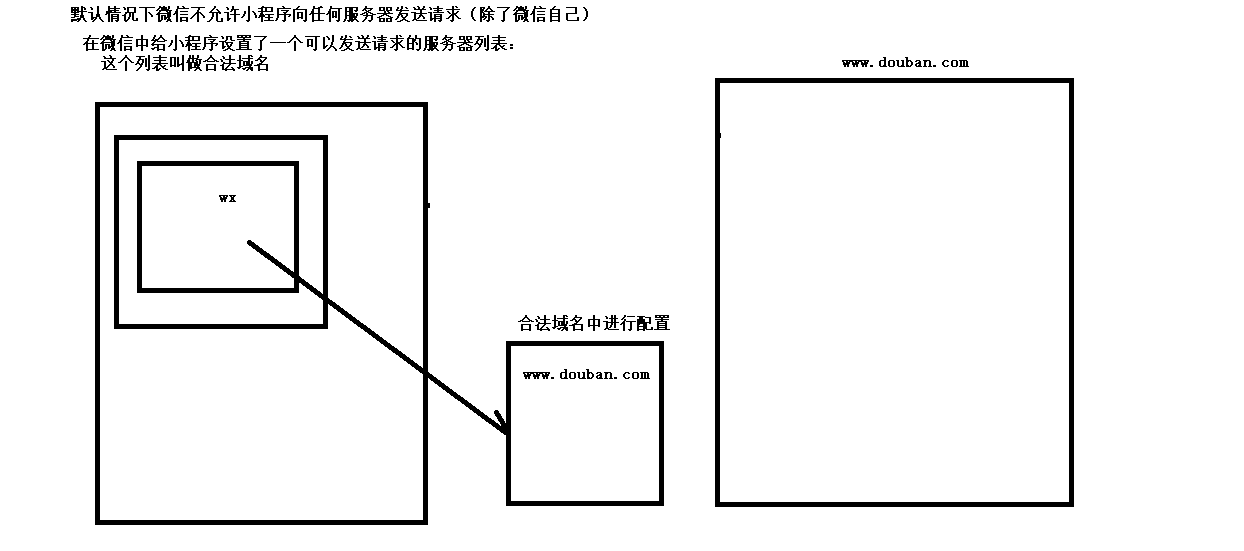 默认情况下微信不允许小程序向任何服务器发送请求（除了微信自己）
在微信中给小程序设置了一个可以发送请求的服务器列表：
这个列表叫做合法域名
www.douban.com
wx
合法域名中进行配置
www.douban.com